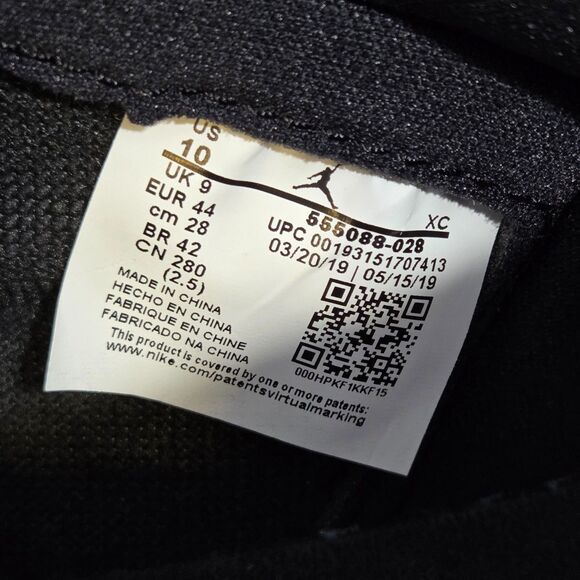 US
10
UK 9
EUR 44
cm 28
BR 42
CN 280
(2.5)
XC
555088-028
UPC 00193151707413
03/20/19 | 05/15/19
MADE IN CHINA
HECHO EN CHINA
FABRIQUE EN CHINE
FABRICADO NA CHINA
000HPKF1KKF15
This product is covered by one or more patents:
www.nike.com/patentsvirtualmarking